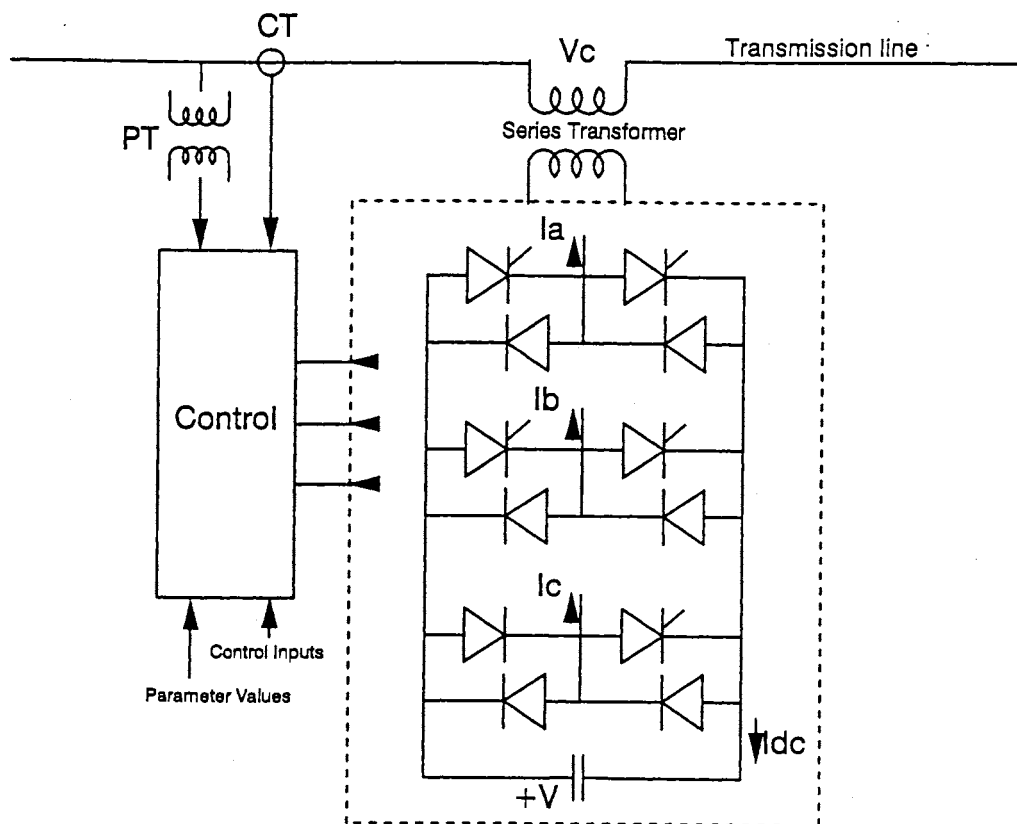 CT
Vc
Transmission line
PT
Series Transformer
Ia
Control
Ib
Ic
Control Inputs
Parameter Values
Idc
+V